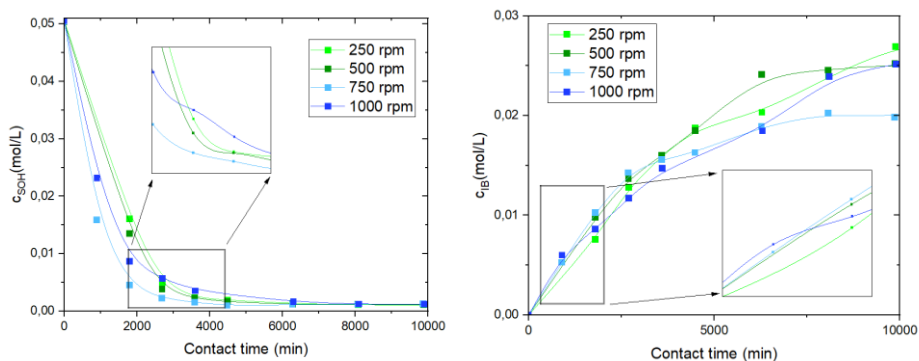 0,05
0,04
0,03
0,02
0,01
0,00
c_SOH(mol/L)
250 rpm
500 rpm
750 rpm
1000 rpm
0
2000
4000
6000
8000
10000
Contact time (min)
0,03
0,02
0,01
0,00
c_IB(mol/L)
250 rpm
500 rpm
750 rpm
1000 rpm
0
5000
10000
Contact time (min)